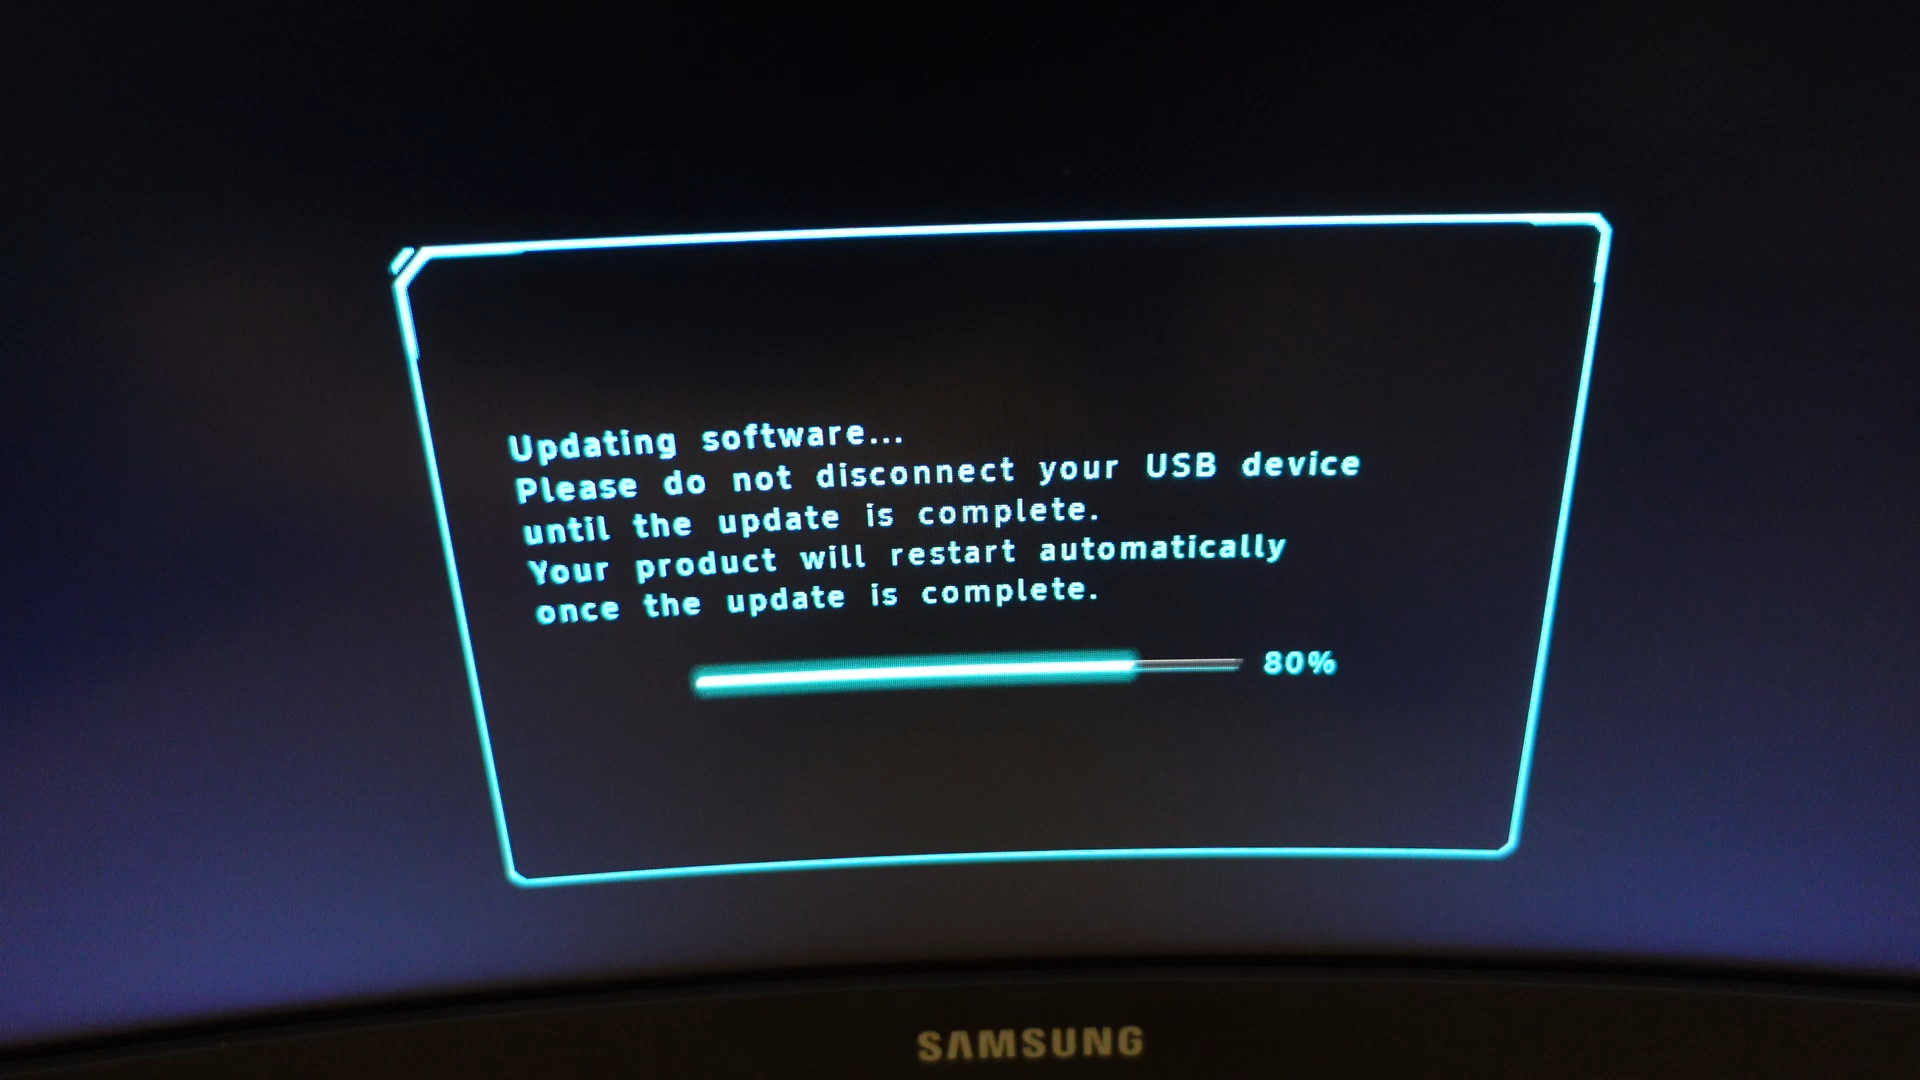 Updating software...
Please do not disconnect your USB device
until the update is complete.
Your product will restart automatically
once the update is complete.
80%
SAMSUNG